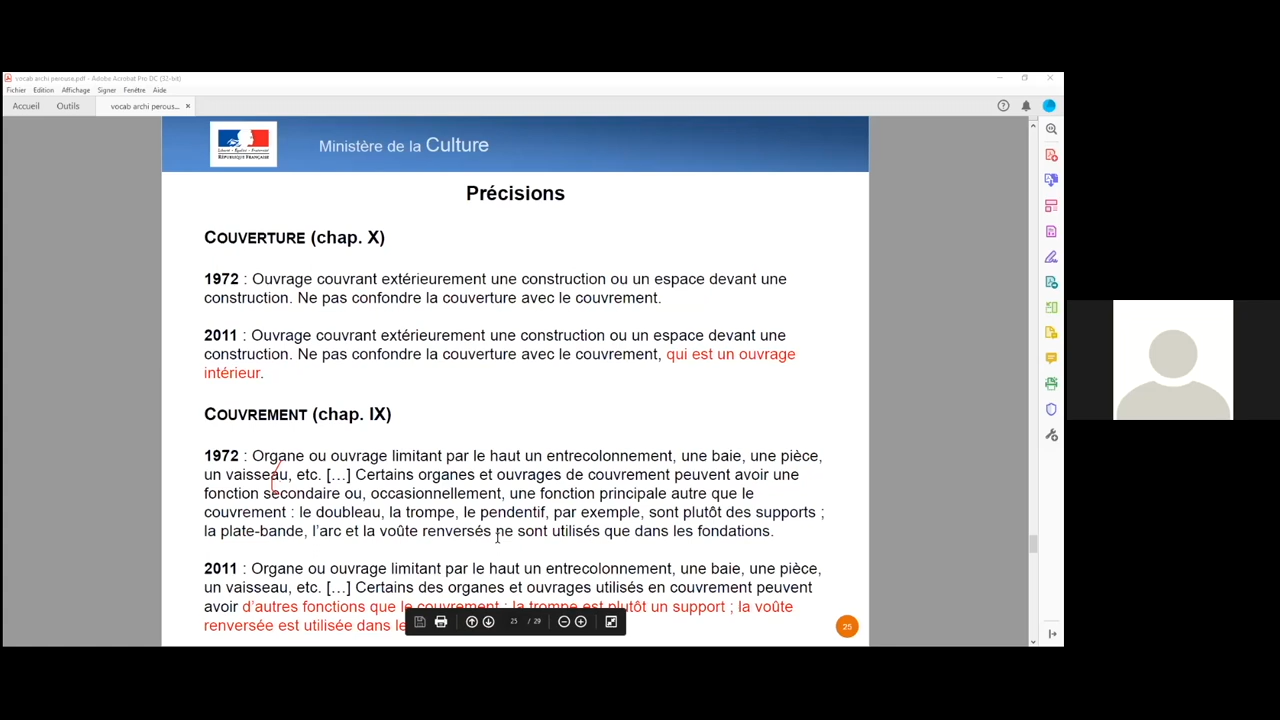 vocab archi perouse.pdf - Adobe Acrobat Pro DC (32-bit)
Fichier Edition Affichage Signer Fenêtre Aide
Accueil Outils vocab archi perous... ×
Liberté • Égalité • Fraternité
RÉPUBLIQUE FRANÇAISE
Ministère de la Culture
Précisions
COUVERTURE (chap. X)
1972 : Ouvrage couvrant extérieurement une construction ou un espace devant une
construction. Ne pas confondre la couverture avec le couvrement.
2011 : Ouvrage couvrant extérieurement une construction ou un espace devant une
construction. Ne pas confondre la couverture avec le couvrement, qui est un ouvrage
intérieur.
COUVREMENT (chap. IX)
1972 : Organe ou ouvrage limitant par le haut un entrecolonnement, une baie, une pièce,
un vaisseau, etc. […] Certains organes et ouvrages de couvrement peuvent avoir une
fonction secondaire ou, occasionnellement, une fonction principale autre que le
couvrement : le doubleau, la trompe, le pendentif, par exemple, sont plutôt des supports ;
la plate-bande, l’arc et la voûte renversés ne sont utilisés que dans les fondations.
2011 : Organe ou ouvrage limitant par le haut un entrecolonnement, une baie, une pièce,
un vaisseau, etc. […] Certains des organes et ouvrages utilisés en couvrement peuvent
avoir d’autres fonctions que le couvrement : la trompe est plutôt un support ; la voûte
renversée est utilisée dans le
25 / 29
25